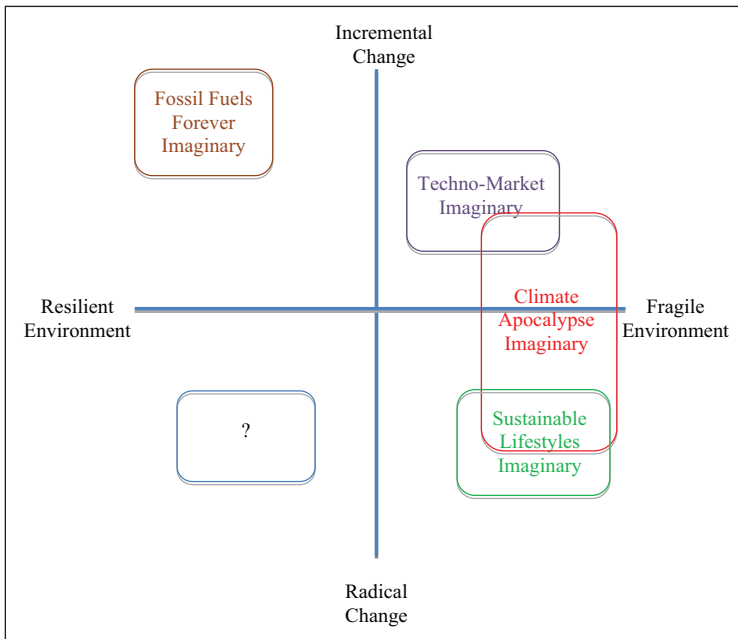 Incremental
Change
Fossil Fuels
Forever
Imaginary
Techno-Market
Imaginary
Resilient
Environment
Climate
Apocalypse
Imaginary
Fragile
Environment
?
Sustainable
Lifestyles
Imaginary
Radical
Change